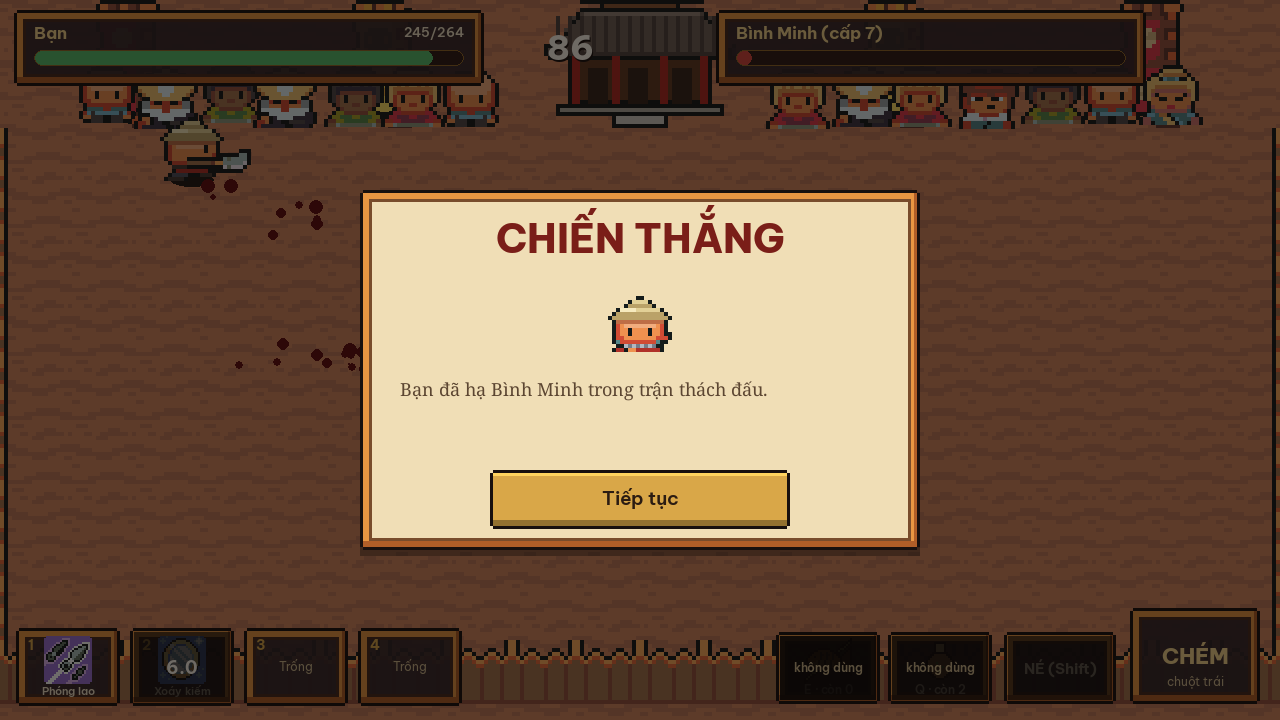 Bạn
245/264
86
Bình Minh (cấp 7)
CHIẾN THẮNG
Bạn đã hạ Bình Minh trong trận thách đấu.
Tiếp tục
1
Phóng lao
2
6.0
Xoáy kiếm
3
Trống
4
Trống
không dùng
E · còn 0
không dùng
Q · còn 2
NÉ (Shift)
CHÉM
chuột trái